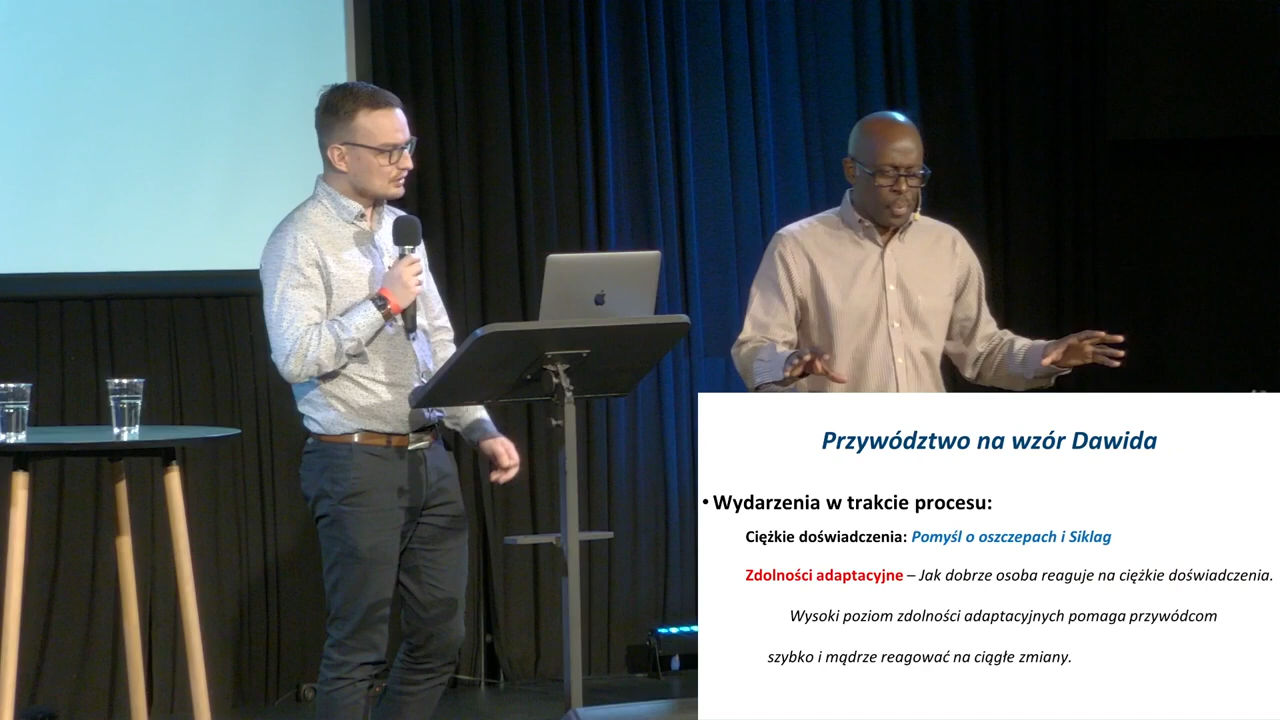 Przywództwo na wzór Dawida
• Wydarzenia w trakcie procesu:
Ciężkie doświadczenia: Pomyśl o oszczepach i Siklag
Zdolności adaptacyjne – Jak dobrze osoba reaguje na ciężkie doświadczenia.
Wysoki poziom zdolności adaptacyjnych pomaga przywódcom
szybko i mądrze reagować na ciągłe zmiany.